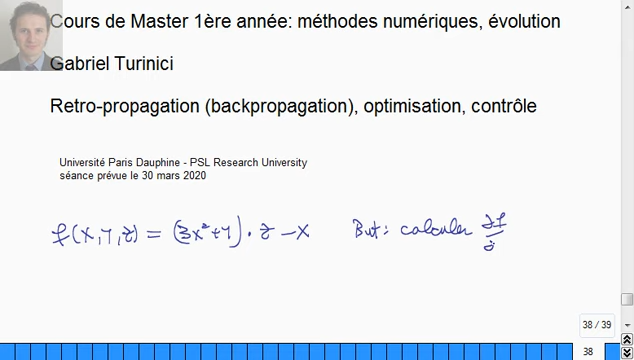 Cours de Master 1ère année: méthodes numériques, évolution
Gabriel Turinici
Retro-propagation (backpropagation), optimisation, contrôle
Université Paris Dauphine - PSL Research University
séance prévue le 30 mars 2020
f(x,y,z) = (3x²+y)·z - x But: calculer ∂f
38 / 39
38